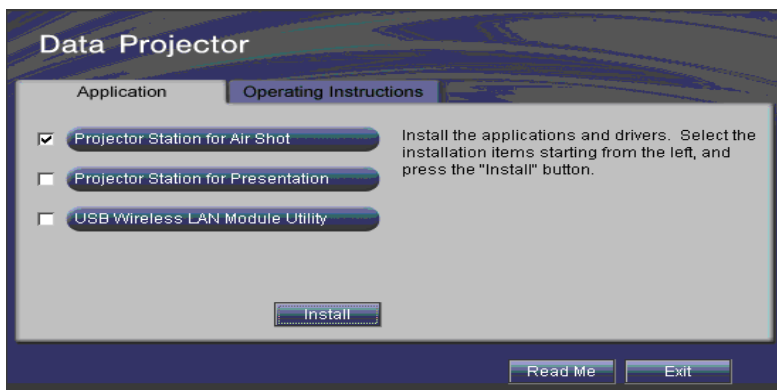 Data Projector
Application
Operating Instructions
Projector Station for Air Shot
Projector Station for Presentation
USB Wireless LAN Module Utility
Install the applications and drivers. Select the
installation items starting from the left, and
press the "Install" button.
Install
Read Me
Exit